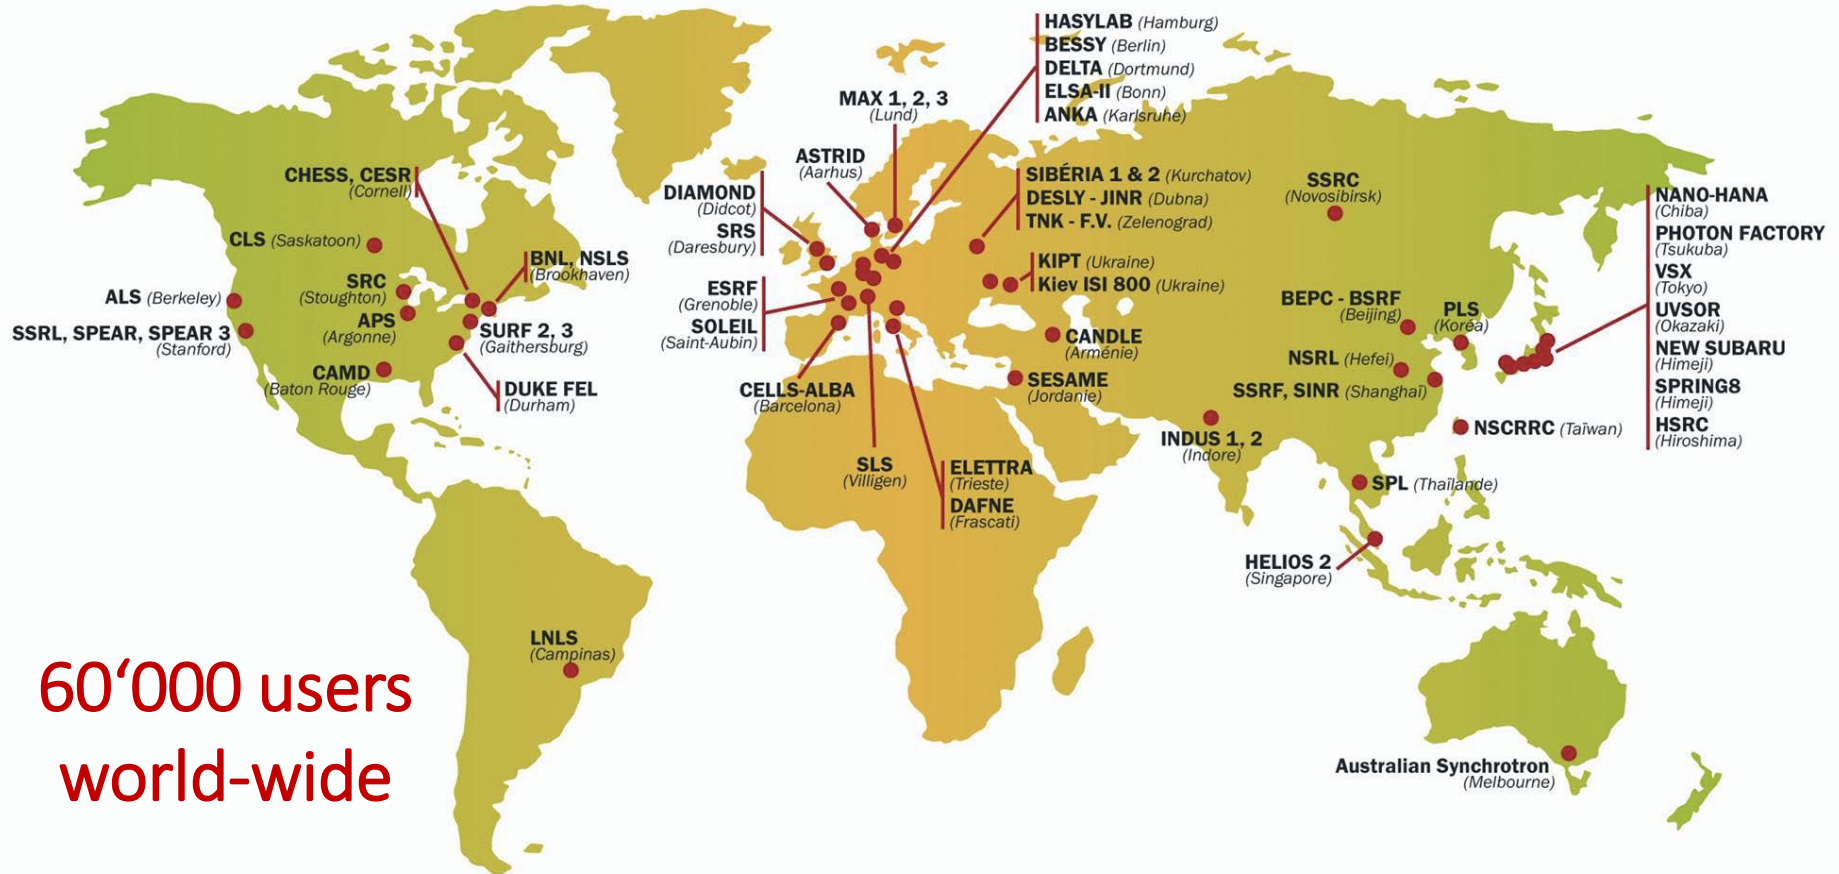 HASYLAB (Hamburg)
BESSY (Berlin)
DELTA (Dortmund)
ELSA-II (Bonn)
ANKA (Karlsruhe)
MAX 1, 2, 3
(Lund)
ASTRID
(Aarhus)
DIAMOND
(Didcot)
SRS
(Daresbury)
ESRF
(Grenoble)
SOLEIL
(Saint-Aubin)
CELLS-ALBA
(Barcelona)
SLS
(Villigen)
ELETTRA
(Trieste)
DAFNE
(Frascati)
SIBÉRIA 1 & 2 (Kurchatov)
DESLY - JINR (Dubna)
TNK - F.V. (Zelenograd)
KIPT (Ukraine)
Kiev ISI 800 (Ukraine)
CANDLE
(Arménie)
SESAME
(Jordanie)
CHESS, CESR
(Cornell)
CLS (Saskatoon)
BNL, NSLS
(Brookhaven)
SRC
(Stoughton)
ALS (Berkeley)
APS
(Argonne)
SURF 2, 3
(Gaithersburg)
SSRL, SPEAR, SPEAR 3
(Stanford)
CAMD
(Baton Rouge)
DUKE FEL
(Durham)
LNLS
(Campinas)
SSRC
(Novosibirsk)
BEPC - BSRF
(Beijing)
PLS
(Koréa)
NSRL (Hefei)
SSRF, SINR (Shanghaï)
INDUS 1, 2
(Indore)
NSCRRC (Taïwan)
SPL (Thaïlande)
HELIOS 2
(Singapore)
NANO-HANA
(Chiba)
PHOTON FACTORY
(Tsukuba)
VSX
(Tokyo)
UVSOR
(Okazaki)
NEW SUBARU
(Himeji)
SPRING8
(Himeji)
HSRC
(Hiroshima)
Australian Synchrotron
(Melbourne)
60‘000 users
world-wide